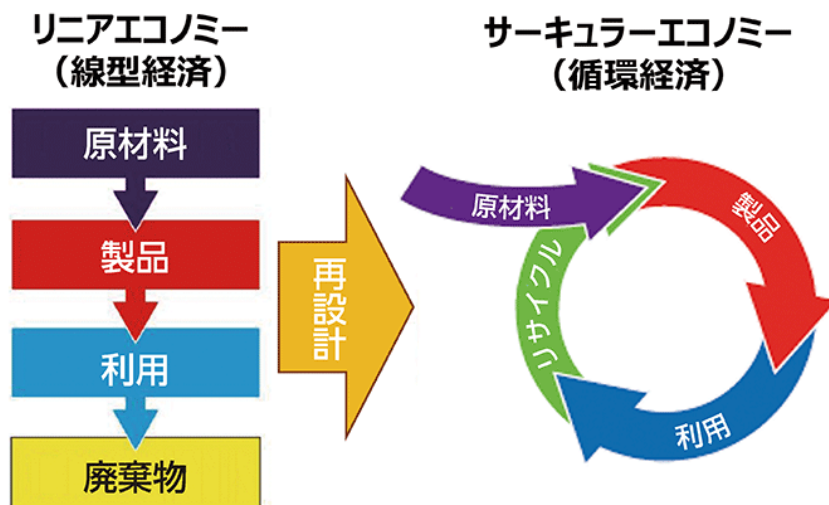 リニアエコノミー
（線型経済）
原材料
製品
利用
廃棄物
再設計
サーキュラーエコノミー
（循環経済）
原材料
製品
利用
リサイクル